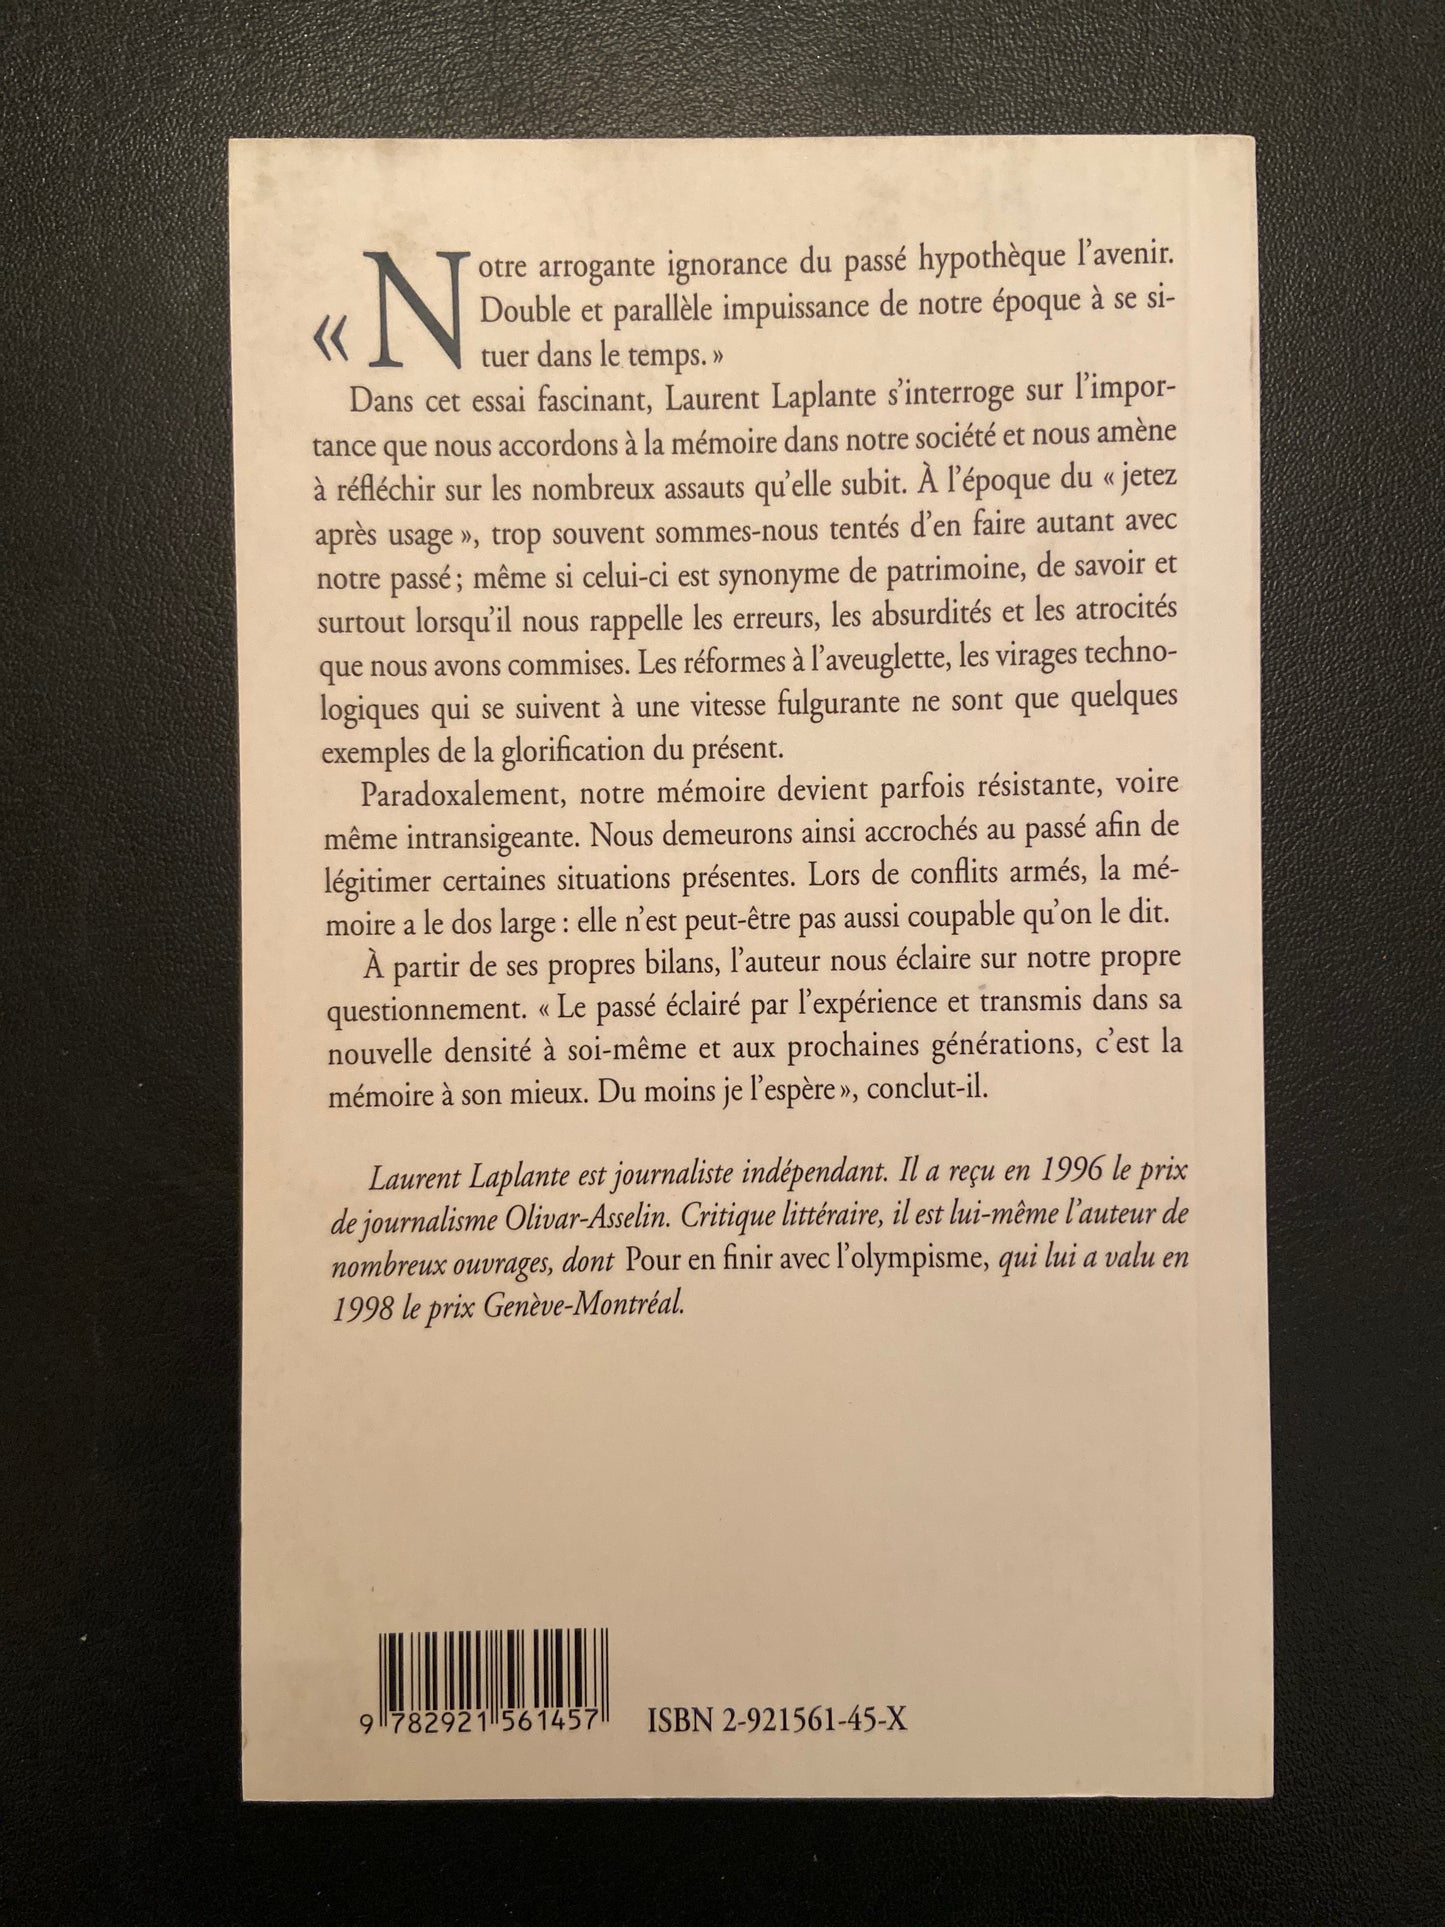 « Notre arrogante ignorance du passé hypothèque l’avenir.
Double et parallèle impuissance de notre époque à se si-
tuer dans le temps. »
Dans cet essai fascinant, Laurent Laplante s’interroge sur l’impor-
tance que nous accordons à la mémoire dans notre société et nous amène
à réfléchir sur les nombreux assauts qu’elle subit. À l’époque du « jetez
après usage », trop souvent sommes-nous tentés d’en faire autant avec
notre passé ; même si celui-ci est synonyme de patrimoine, de savoir et
surtout lorsqu’il nous rappelle les erreurs, les absurdités et les atrocités
que nous avons commises. Les réformes à l’aveuglette, les virages techno-
logiques qui se suivent à une vitesse fulgurante ne sont que quelques
exemples de la glorification du présent.
Paradoxalement, notre mémoire devient parfois résistante, voire
même intransigeante. Nous demeurons ainsi accrochés au passé afin de
légitimer certaines situations présentes. Lors de conflits armés, la mé-
moire a le dos large : elle n’est peut-être pas aussi coupable qu’on le dit.
À partir de ses propres bilans, l’auteur nous éclaire sur notre propre
questionnement. « Le passé éclairé par l’expérience et transmis dans sa
nouvelle densité à soi-même et aux prochaines générations, c’est la
mémoire à son mieux. Du moins je l’espère », conclut-il.
Laurent Laplante est journaliste indépendant. Il a reçu en 1996 le prix
de journalisme Olivar-Asselin. Critique littéraire, il est lui-même l’auteur de
nombreux ouvrages, dont Pour en finir avec l’olympisme, qui lui a valu en
1998 le prix Genève-Montréal.
9 782921 561457
ISBN 2-921561-45-X